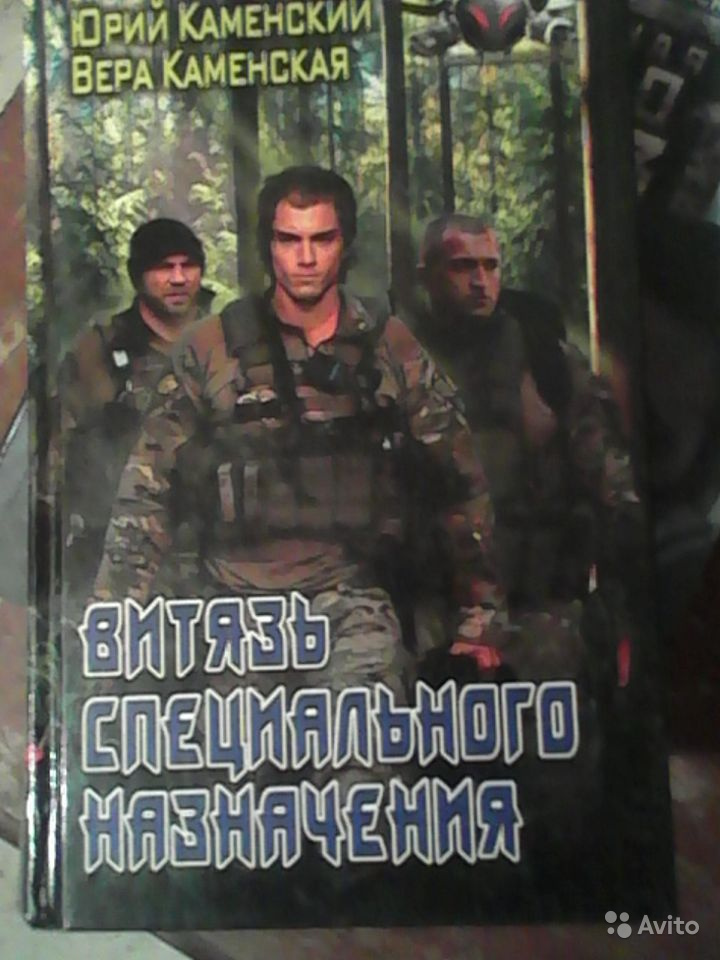 Юрий Каменский
Вера Каменская
Витязь
специального
назначения
Avito